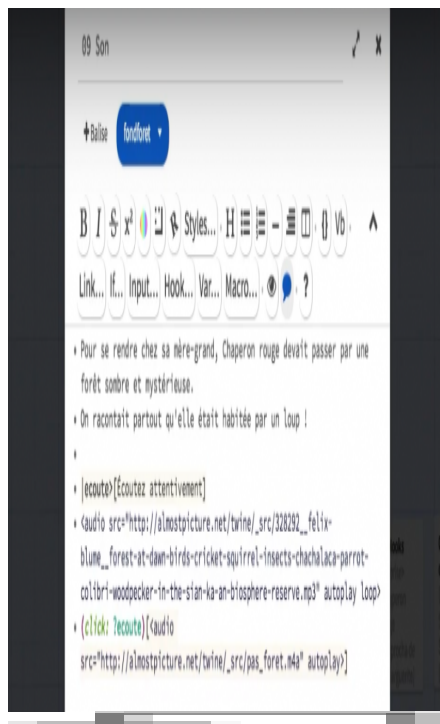 09 Son
x
+Balise
fondforet
B I S x² Styles... H Vb
Link... If... Input... Hook... Var... Macro... ?
Pour se rendre chez sa mère-grand, Chaperon rouge devait passer par une
forêt sombre et mystérieuse.
On racontait partout qu'elle était habitée par un loup !
|ecoute>[Écoutez attentivement]
<audio src="http://almostpicture.net/twine/_src/328292__felix-
blume__forest-at-dawn-birds-cricket-squirrel-insects-chachalaca-parrot-
colibri-woodpecker-in-the-sian-ka-an-biosphere-reserve.mp3" autoplay loop>
(click: ?ecoute)[<audio
src="http://almostpicture.net/twine/_src/pas_foret.m4a" autoplay>]